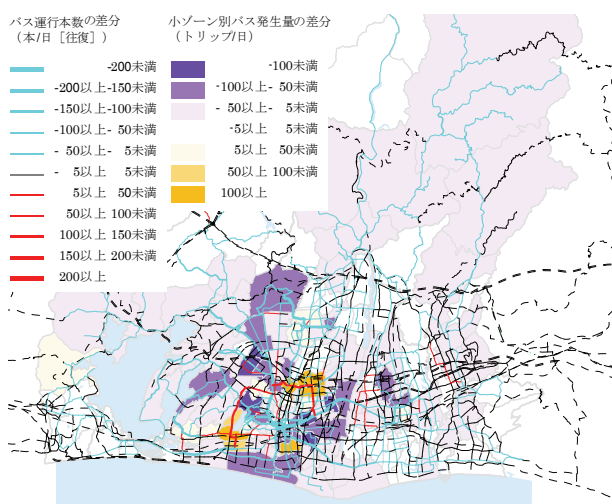 バス運行本数の差分
（本/日［往復］）
-200未満
-200以上-150未満
-150以上-100未満
-100以上- 50未満
- 50以上- 5未満
- 5以上 5未満
5以上 50未満
50以上 100未満
100以上 150未満
150以上 200未満
200以上
小ゾーン別バス発生量の差分
（トリップ/日）
-100未満
-100以上- 50未満
- 50以上- 5未満
-5以上 5未満
5以上 50未満
50以上 100未満
100以上